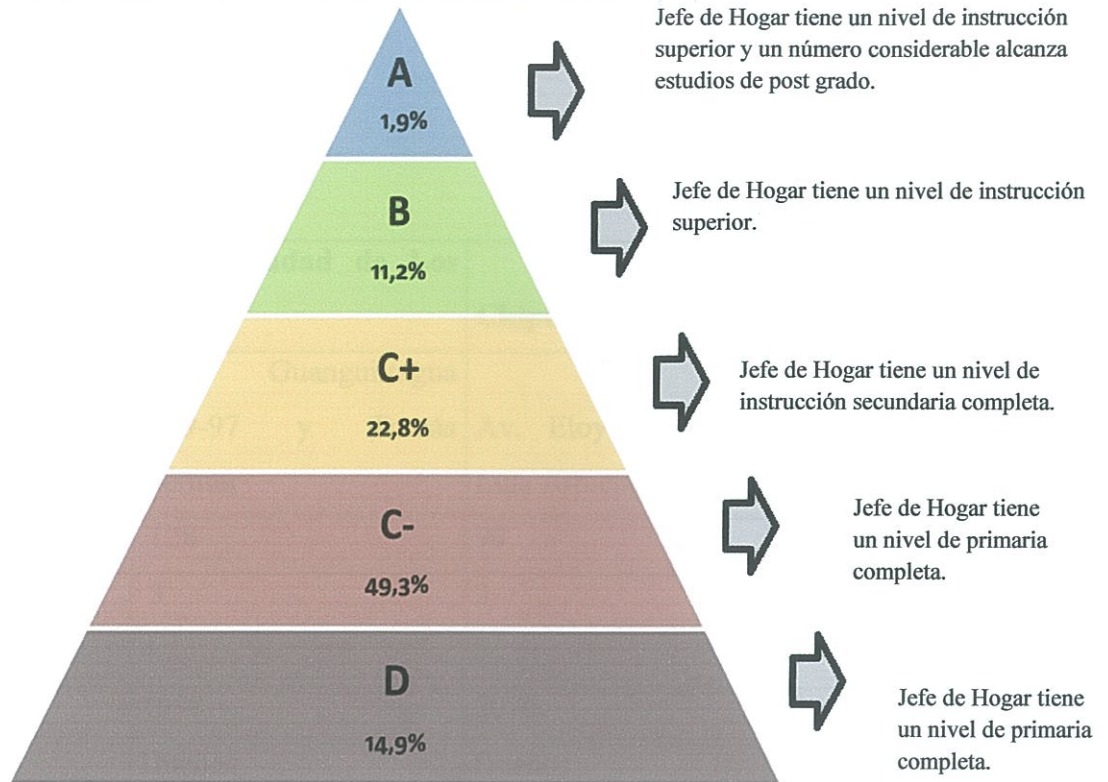 Jefe de Hogar tiene un nivel de instrucción
superior y un número considerable alcanza
estudios de post grado.
A
1,9%
Jefe de Hogar tiene un nivel de instrucción
superior.
B
11,2%
Jefe de Hogar tiene un nivel de
instrucción secundaria completa.
C+
22,8%
Jefe de Hogar tiene
un nivel de primaria
completa.
C-
49,3%
Jefe de Hogar tiene
un nivel de primaria
completa.
D
14,9%